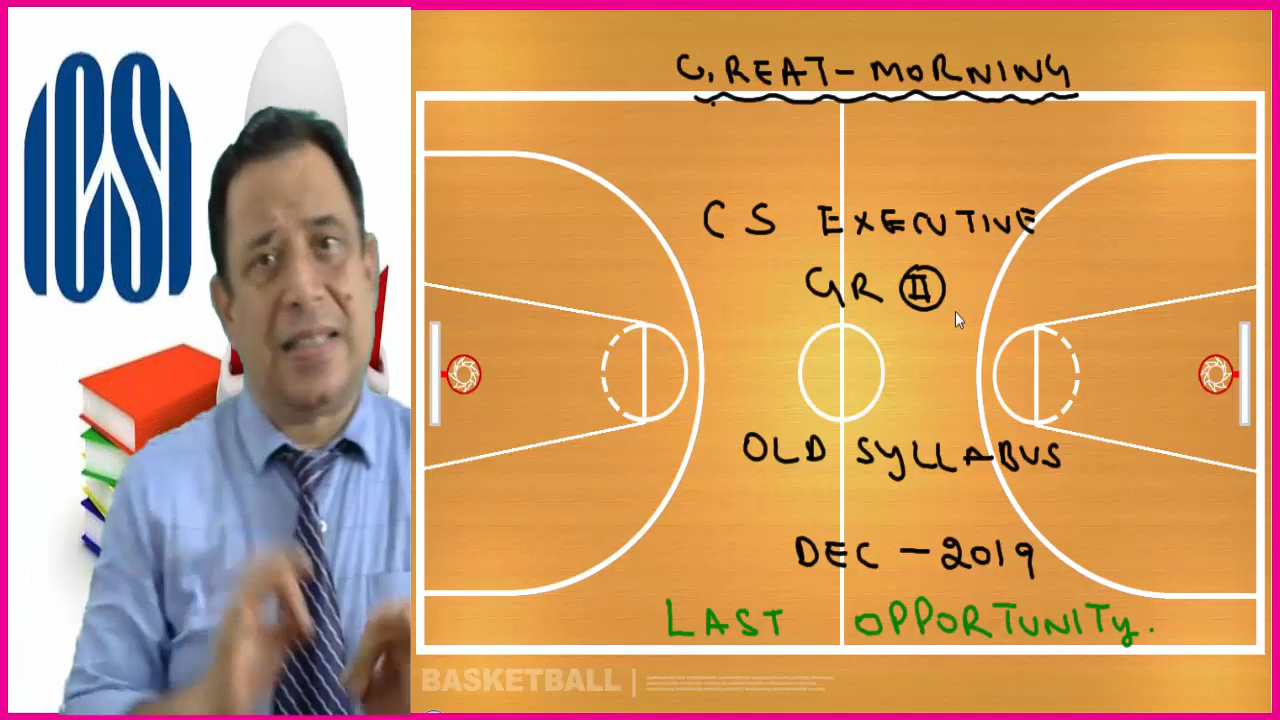 ICSI
GREAT-MORNING
CS EXENTIVE
GR II
OLD SYLLABUS
DEC - 2019
LAST OPPORTUNITY.
BASKETBALL